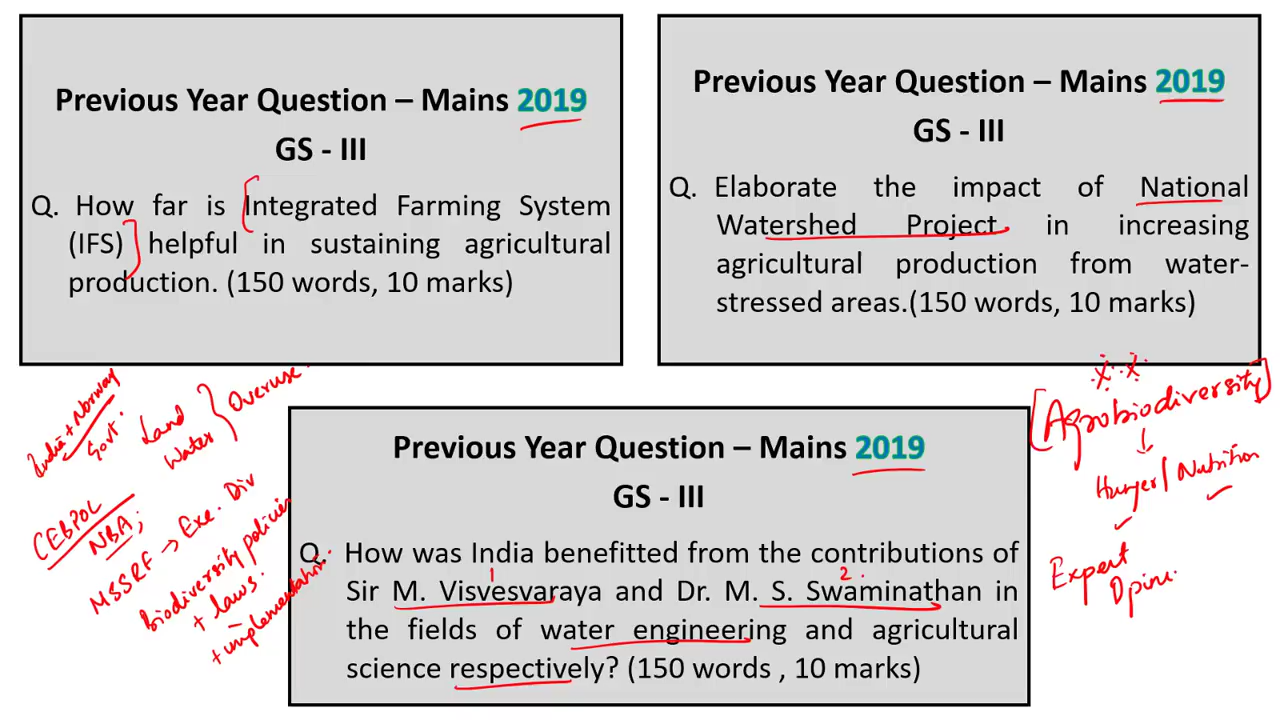 Previous Year Question – Mains 2019
GS - III
Q. How far is Integrated Farming System
(IFS) helpful in sustaining agricultural
production. (150 words, 10 marks)
Previous Year Question – Mains 2019
GS - III
Q. Elaborate the impact of National
Watershed Project in increasing
agricultural production from water-
stressed areas.(150 words, 10 marks)
India + Norway
Govt.
Land
Water
Overuse
CEBPOL
NBA;
MSSRF → Exe. Div
Biodiversity policies
+ laws.
+ implementation.
Previous Year Question – Mains 2019
GS - III
Q. How was India benefitted from the contributions of
1
2.
Sir M. Visvesvaraya and Dr. M. S. Swaminathan in
the fields of water engineering and agricultural
science respectively? (150 words , 10 marks)
[Agrobiodiversity]
Hunger / Nutrition
Expert